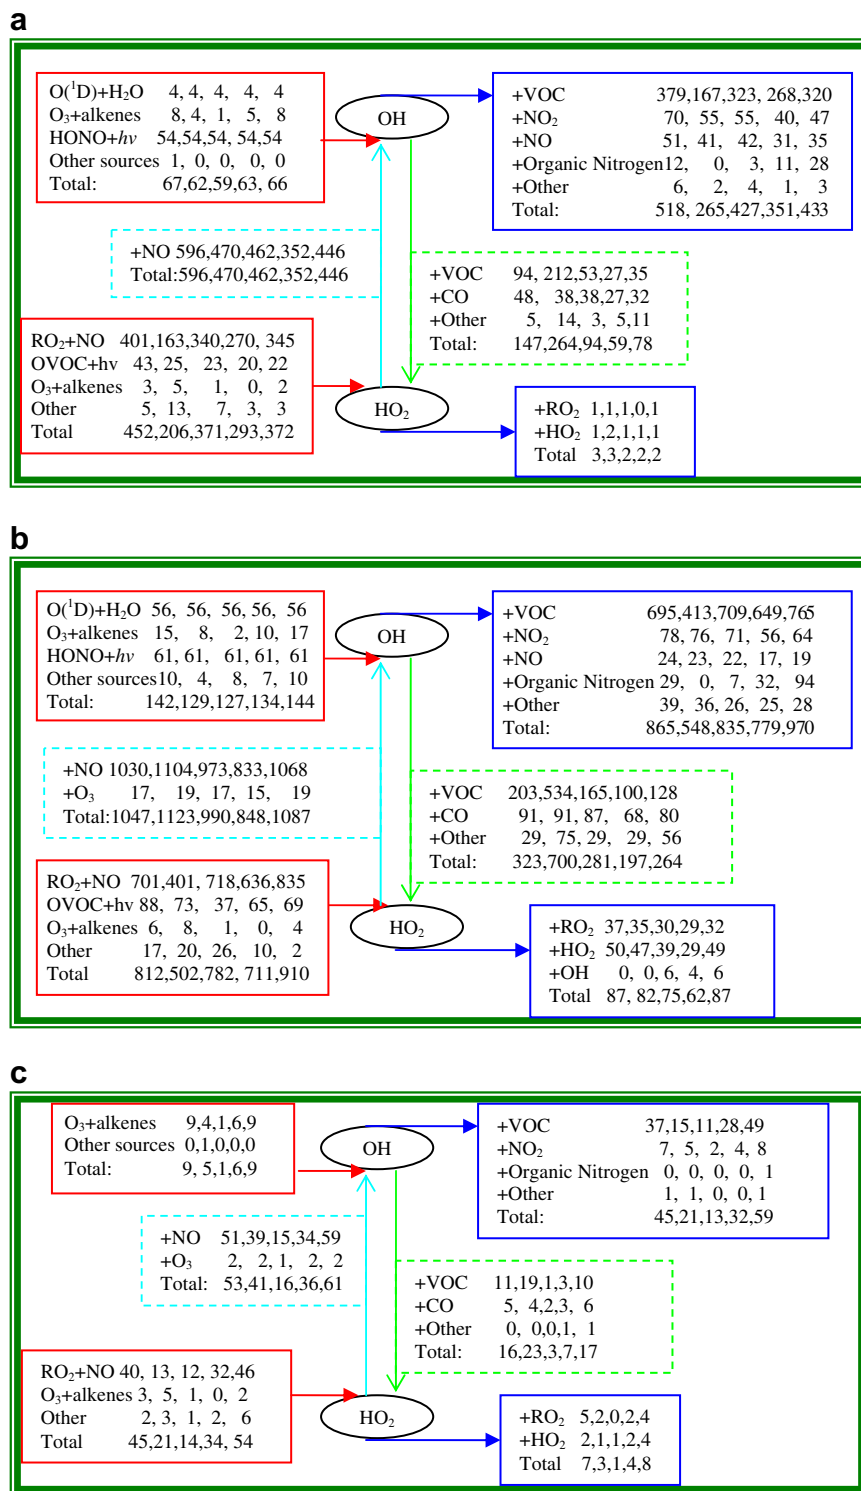 a
O(¹D)+H₂O 4, 4, 4, 4, 4
O₃+alkenes 8, 4, 1, 5, 8
HONO+hν 54,54,54, 54,54
Other sources 1, 0, 0, 0, 0
Total: 67,62,59,63, 66
OH
+VOC 379,167,323, 268,320
+NO₂ 70, 55, 55, 40, 47
+NO 51, 41, 42, 31, 35
+Organic Nitrogen12, 0, 3, 11, 28
+Other 6, 2, 4, 1, 3
Total: 518, 265,427,351,433
+NO 596,470,462,352,446
Total:596,470,462,352,446
+VOC 94, 212,53,27,35
+CO 48, 38,38,27,32
+Other 5, 14, 3, 5,11
Total: 147,264,94,59,78
RO₂+NO 401,163,340,270, 345
OVOC+hv 43, 25, 23, 20, 22
O₃+alkenes 3, 5, 1, 0, 2
Other 5, 13, 7, 3, 3
Total 452,206,371,293,372
HO₂
+RO₂ 1,1,1,0,1
+HO₂ 1,2,1,1,1
Total 3,3,2,2,2
b
O(¹D)+H₂O 56, 56, 56, 56, 56
O₃+alkenes 15, 8, 2, 10, 17
HONO+hν 61, 61, 61, 61, 61
Other sources10, 4, 8, 7, 10
Total: 142,129,127,134,144
OH
+VOC 695,413,709,649,765
+NO₂ 78, 76, 71, 56, 64
+NO 24, 23, 22, 17, 19
+Organic Nitrogen 29, 0, 7, 32, 94
+Other 39, 36, 26, 25, 28
Total: 865,548,835,779,970
+NO 1030,1104,973,833,1068
+O₃ 17, 19, 17, 15, 19
Total:1047,1123,990,848,1087
+VOC 203,534,165,100,128
+CO 91, 91, 87, 68, 80
+Other 29, 75, 29, 29, 56
Total: 323,700,281,197,264
RO₂+NO 701,401, 718,636,835
OVOC+hv 88, 73, 37, 65, 69
O₃+alkenes 6, 8, 1, 0, 4
Other 17, 20, 26, 10, 2
Total 812,502,782, 711,910
HO₂
+RO₂ 37,35,30,29,32
+HO₂ 50,47,39,29,49
+OH 0, 0, 6, 4, 6
Total 87, 82,75,62,87
c
O₃+alkenes 9,4,1,6,9
Other sources 0,1,0,0,0
Total: 9, 5,1,6,9
OH
+VOC 37,15,11,28,49
+NO₂ 7, 5, 2, 4, 8
+Organic Nitrogen 0, 0, 0, 0, 1
+Other 1, 1, 0, 0, 1
Total: 45,21,13,32,59
+NO 51,39,15,34,59
+O₃ 2, 2, 1, 2, 2
Total: 53,41,16,36,61
+VOC 11,19,1,3,10
+CO 5, 4,2,3, 6
+Other 0, 0,0,1, 1
Total: 16,23,3,7,17
RO₂+NO 40, 13, 12, 32,46
O₃+alkenes 3, 5, 1, 0, 2
Other 2, 3, 1, 2, 6
Total 45,21,14,34, 54
HO₂
+RO₂ 5,2,0,2,4
+HO₂ 2,1,1,2,4
Total 7,3,1,4,8